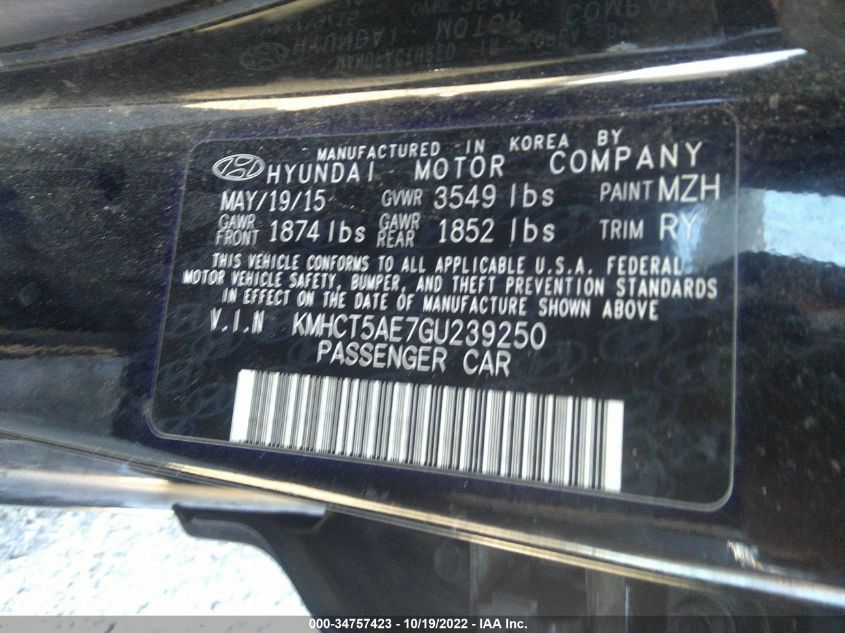 MANUFACTURED IN KOREA BY
HYUNDAI MOTOR COMPANY
MAY/19/15 GVWR 3549 lbs PAINT MZH
GAWR FRONT 1874 lbs GAWR REAR 1852 lbs TRIM RY
THIS VEHICLE CONFORMS TO ALL APPLICABLE U.S.A. FEDERAL
MOTOR VEHICLE SAFETY, BUMPER, AND THEFT PREVENTION STANDARDS
IN EFFECT ON THE DATE OF MANUFACTURE SHOWN ABOVE
V.I.N KMHCT5AE7GU239250
PASSENGER CAR
000-34757423 - 10/19/2022 - IAA Inc.